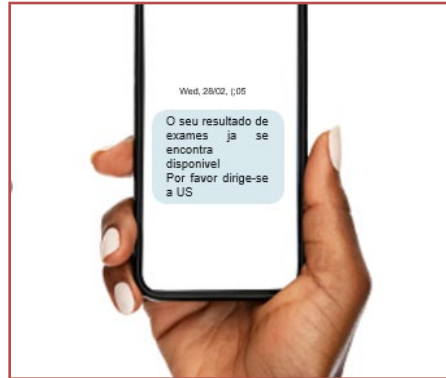 Wed, 28/02, (;05
O seu resultado de
exames ja se
encontra
disponivel
Por favor dirige-se
a US